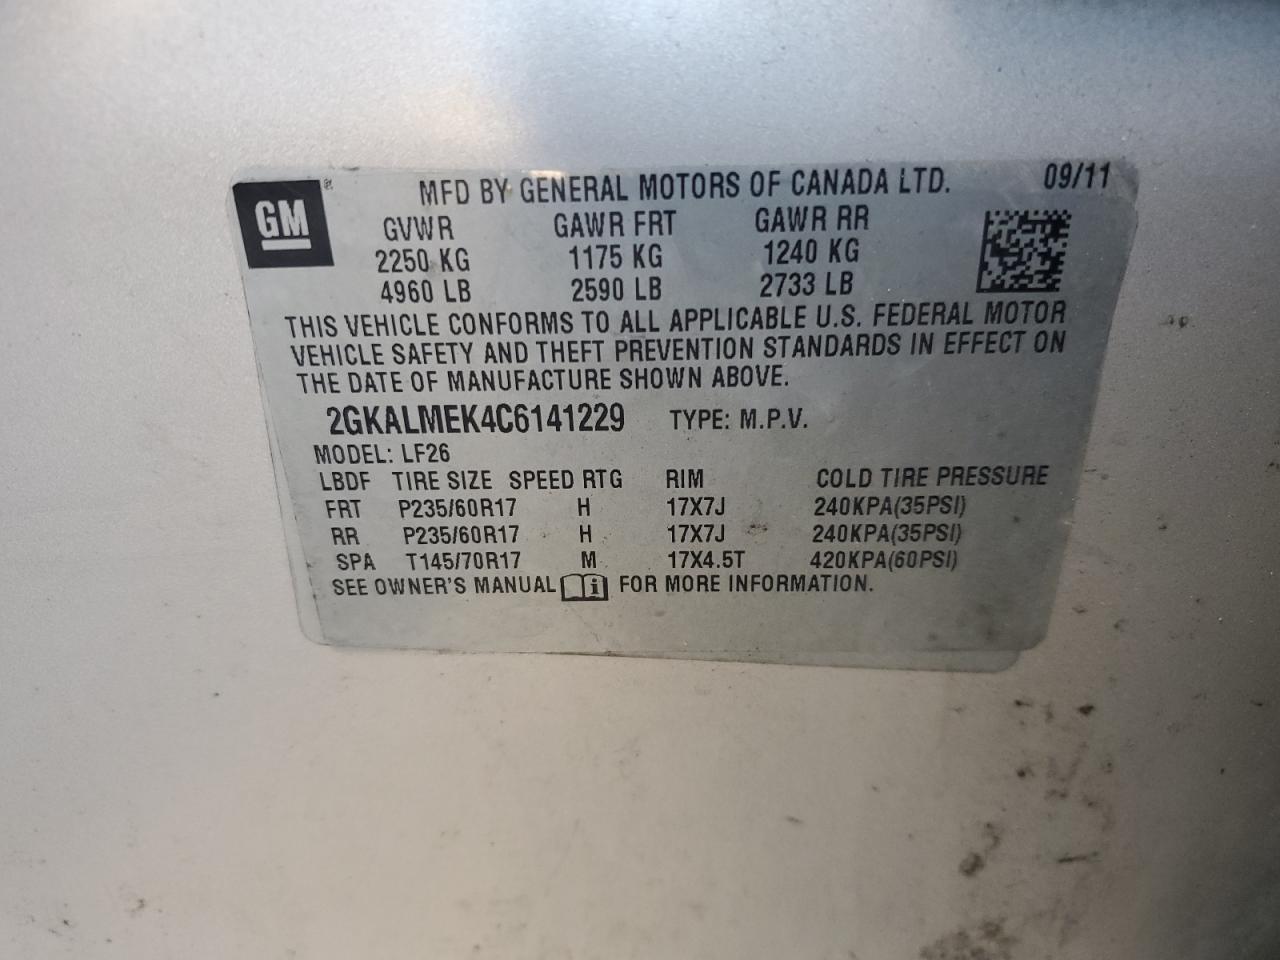 GM ®
MFD BY GENERAL MOTORS OF CANADA LTD. 09/11
GVWR GAWR FRT GAWR RR
2250 KG 1175 KG 1240 KG
4960 LB 2590 LB 2733 LB
THIS VEHICLE CONFORMS TO ALL APPLICABLE U.S. FEDERAL MOTOR
VEHICLE SAFETY AND THEFT PREVENTION STANDARDS IN EFFECT ON
THE DATE OF MANUFACTURE SHOWN ABOVE.
2GKALMEK4C6141229 TYPE: M.P.V.
MODEL: LF26
LBDF TIRE SIZE SPEED RTG RIM COLD TIRE PRESSURE
FRT P235/60R17 H 17X7J 240KPA(35PSI)
RR P235/60R17 H 17X7J 240KPA(35PSI)
SPA T145/70R17 M 17X4.5T 420KPA(60PSI)
SEE OWNER'S MANUAL i FOR MORE INFORMATION.